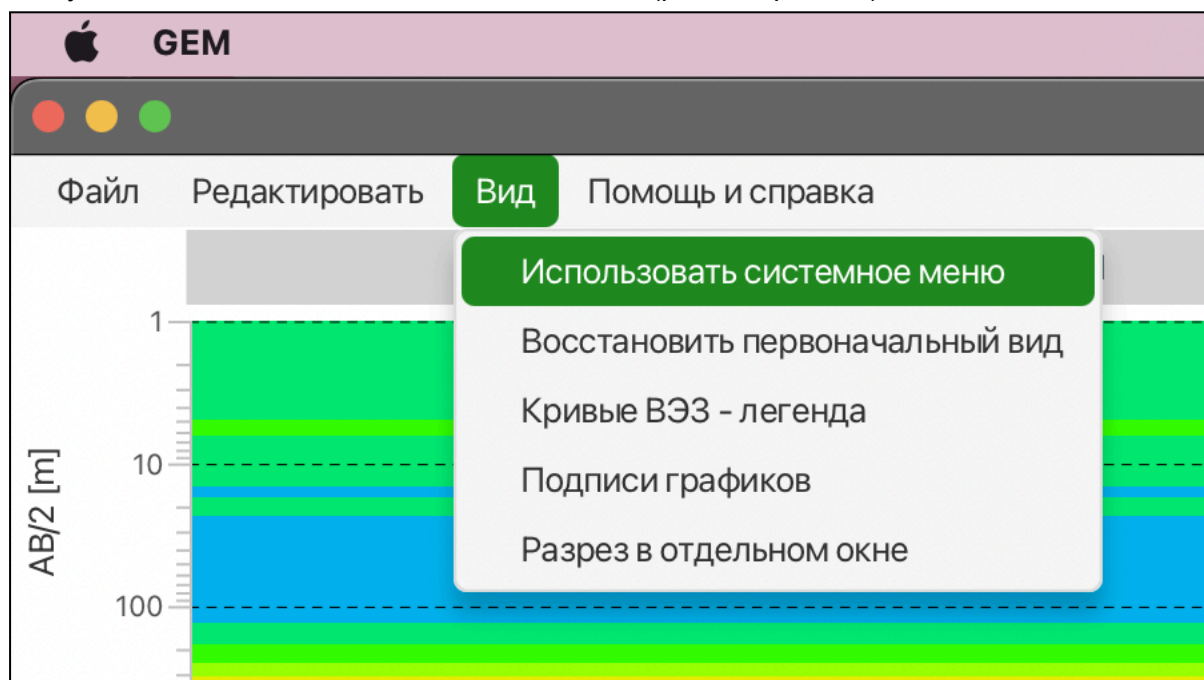 GEM
Файл Редактировать Вид Помощь и справка
Использовать системное меню
Восстановить первоначальный вид
Кривые ВЭЗ - легенда
Подписи графиков
Разрез в отдельном окне
1
10
100
AB/2 [m]